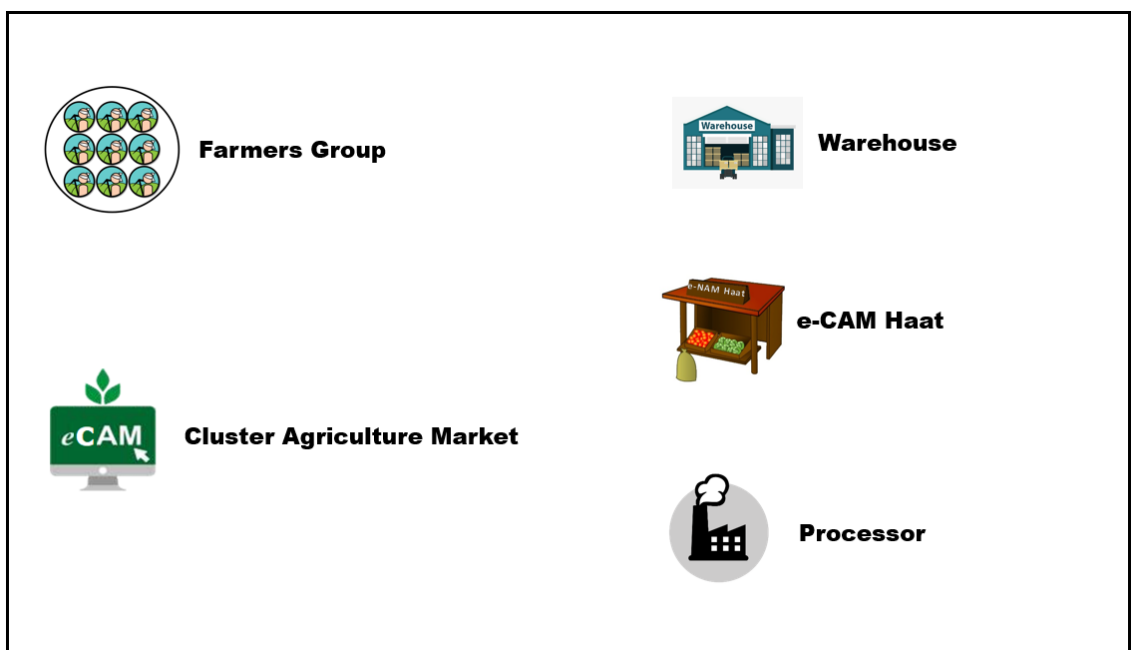 Farmers Group
Warehouse
Warehouse
e-NAM Haat
e-CAM Haat
eCAM
Cluster Agriculture Market
Processor